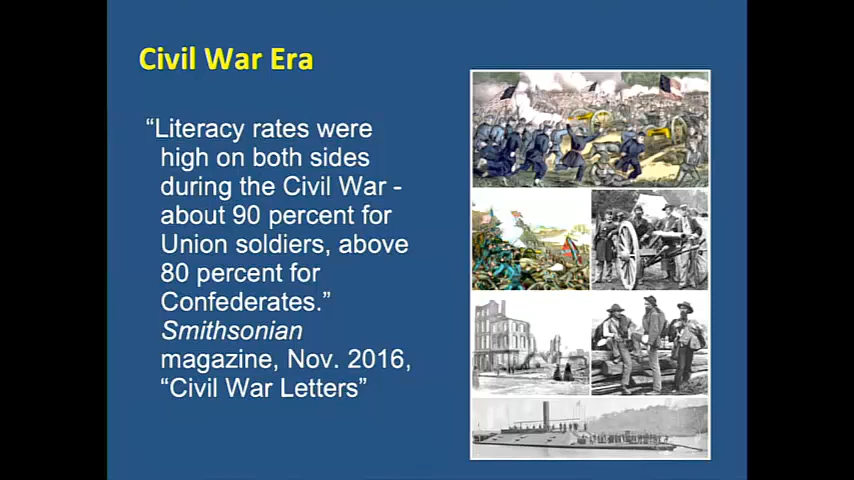 Civil War Era
“Literacy rates were
high on both sides
during the Civil War -
about 90 percent for
Union soldiers, above
80 percent for
Confederates.”
Smithsonian
magazine, Nov. 2016,
“Civil War Letters”